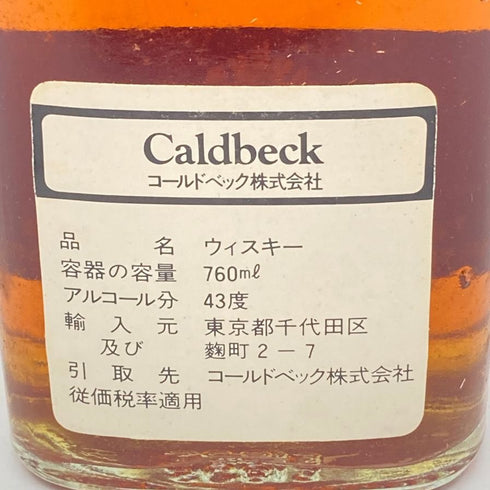 Caldbeck
コールドベック株式会社
品名 ウィスキー
容器の容量 760ml
アルコール分 43度
輸入元 東京都千代田区
及び 麹町2-7
引取先 コールドベック株式会社
従価税率適用